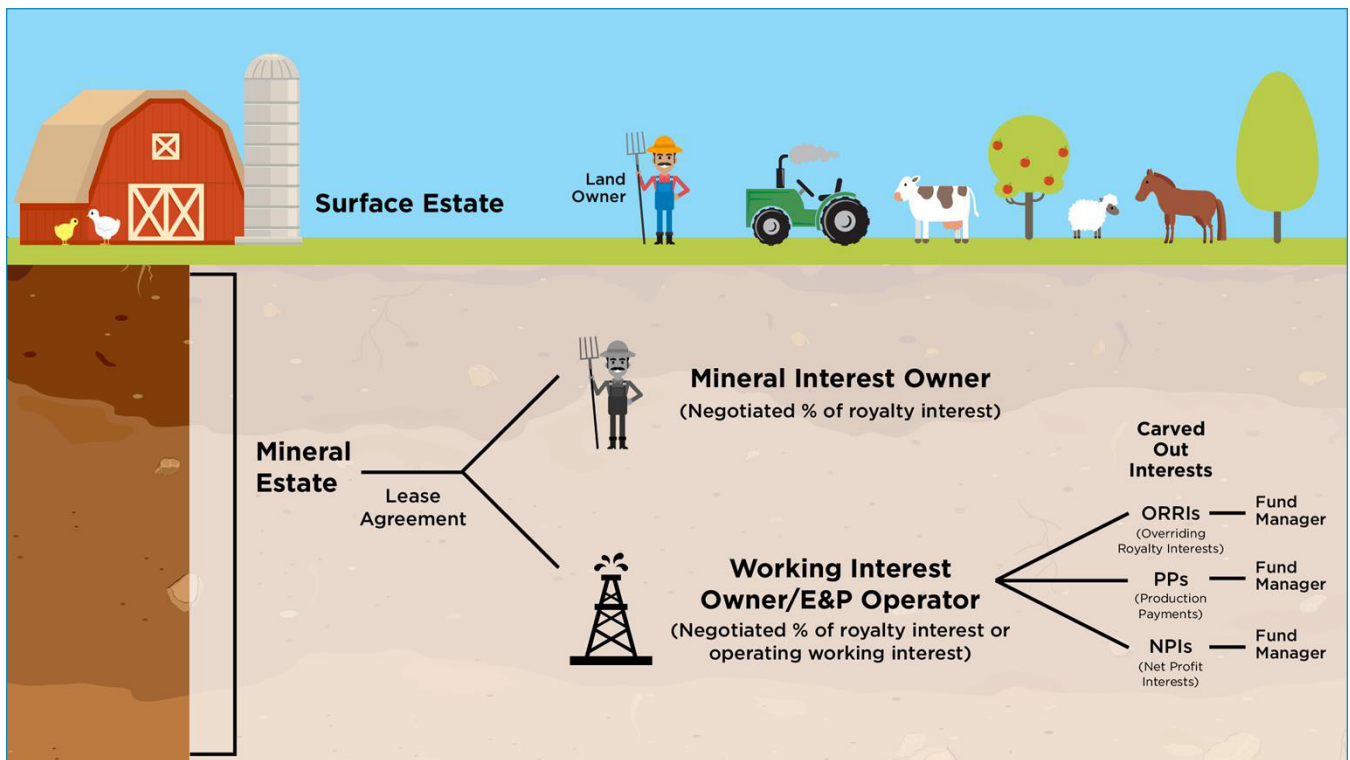 Surface Estate
Land
Owner
Mineral
Estate
Lease
Agreement
Mineral Interest Owner
(Negotiated % of royalty interest)
Working Interest
Owner/E&P Operator
(Negotiated % of royalty interest or
operating working interest)
Carved
Out
Interests
ORRIs
(Overriding
Royalty Interests)
Fund
Manager
PPs
(Production
Payments)
Fund
Manager
NPIs
(Net Profit
Interests)
Fund
Manager